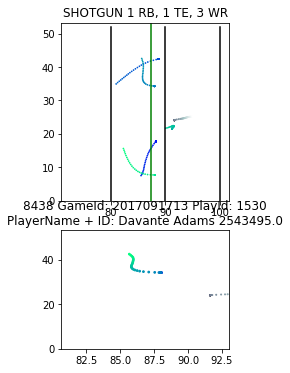 SHOTGUN 1 RB, 1 TE, 3 WR
50
40
30
20
10
0
80 90 100
8438 GameId: 2017091713 PlayId: 1530
PlayerName + ID: Davante Adams 2543495.0
40
20
0
82.5 85.0 87.5 90.0 92.5